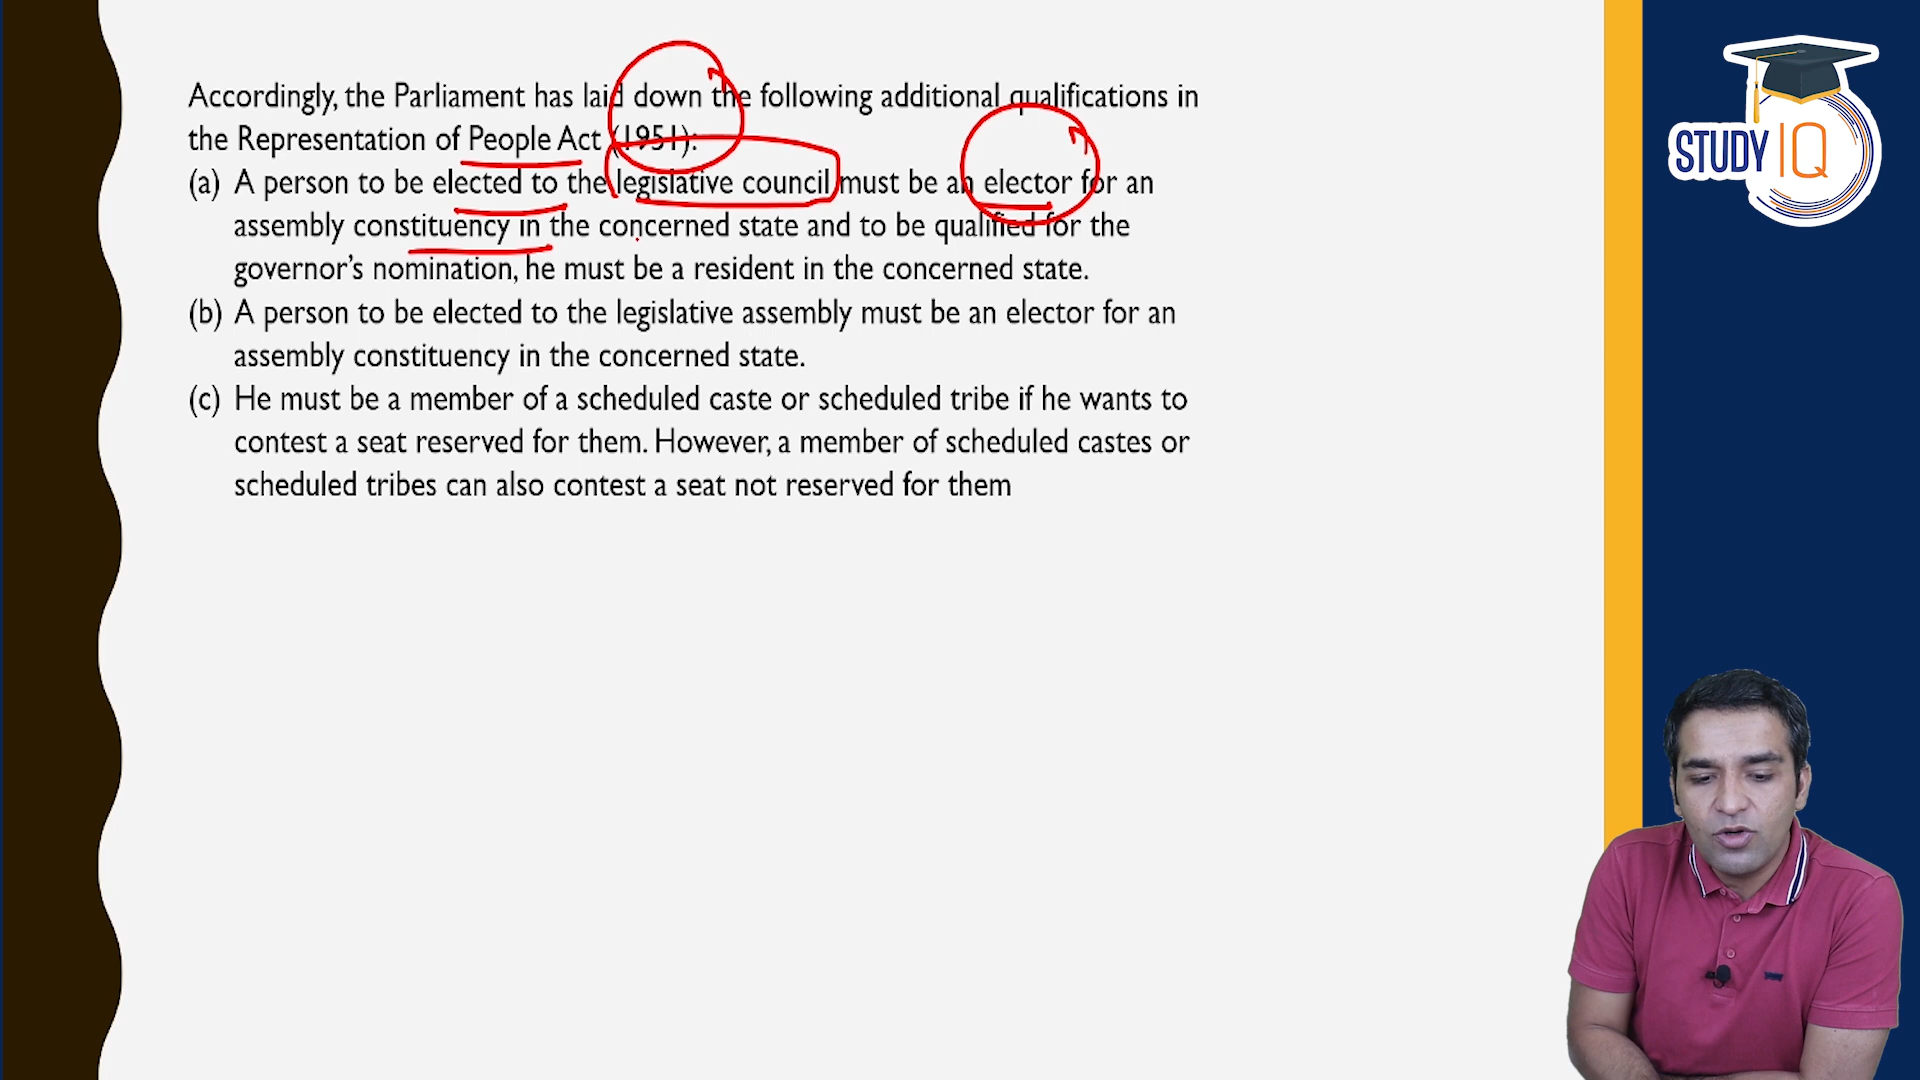 Accordingly, the Parliament has laid down the following additional qualifications in
the Representation of People Act (1951):
(a) A person to be elected to the legislative council must be an elector for an
assembly constituency in the concerned state and to be qualified for the
governor’s nomination, he must be a resident in the concerned state.
(b) A person to be elected to the legislative assembly must be an elector for an
assembly constituency in the concerned state.
(c) He must be a member of a scheduled caste or scheduled tribe if he wants to
contest a seat reserved for them. However, a member of scheduled castes or
scheduled tribes can also contest a seat not reserved for them
STUDY IQ